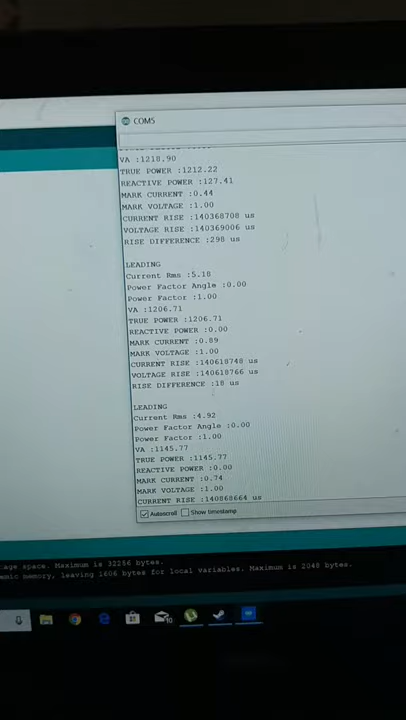 COM5
VA :1218.90
TRUE POWER :1212.22
REACTIVE POWER :127.41
MARK CURRENT :0.44
MARK VOLTAGE :1.00
CURRENT RISE :140368708 us
VOLTAGE RISE :140369006 us
RISE DIFFERENCE :298 us
LEADING
Current Rms :5.18
Power Factor Angle :0.00
Power Factor :1.00
VA :1206.71
TRUE POWER :1206.71
REACTIVE POWER :0.00
MARK CURRENT :0.89
MARK VOLTAGE :1.00
CURRENT RISE :140618748 us
VOLTAGE RISE :140618766 us
RISE DIFFERENCE :18 us
LEADING
Current Rms :4.92
Power Factor Angle :0.00
Power Factor :1.00
VA :1145.77
TRUE POWER :1145.77
REACTIVE POWER :0.00
MARK CURRENT :0.74
MARK VOLTAGE :1.00
CURRENT RISE :140868664 us
Autoscroll Show timestamp
age space. Maximum is 32256 bytes.
mic memory, leaving 1606 bytes for local variables. Maximum is 2048 bytes.
10